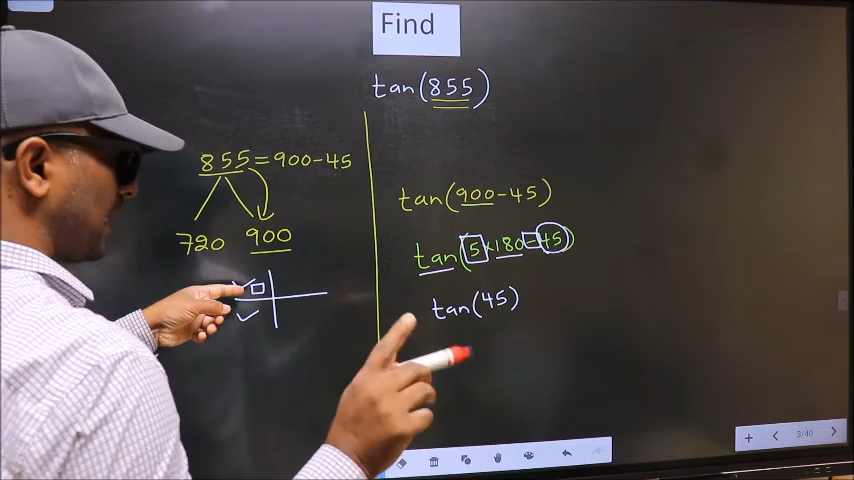 Find
tan(855)
855=900-45
720 900
tan(900-45)
tan(5×180-45)
tan(45)
3/40